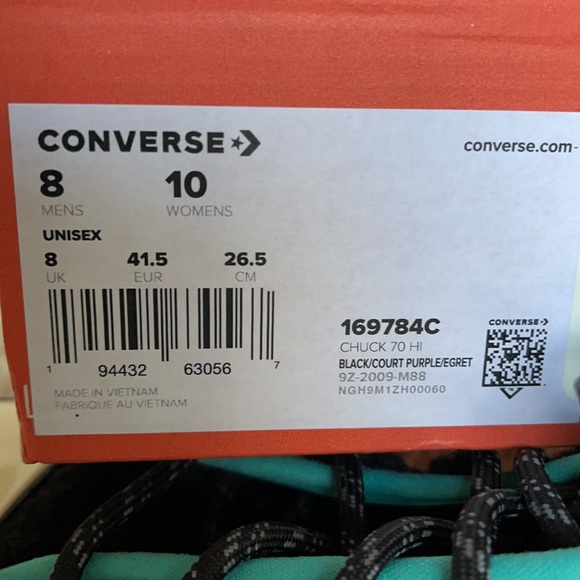 CONVERSE
converse.com-
8 10
MENS WOMENS
UNISEX
8 41.5 26.5
UK EUR CM
1 94432 63056 7
169784C
CHUCK 70 HI
BLACK/COURT PURPLE/EGRET
9Z-2009-M88
NGH9M1ZH00060
CONVERSE
MADE IN VIETNAM
FABRIQUE AU VIETNAM